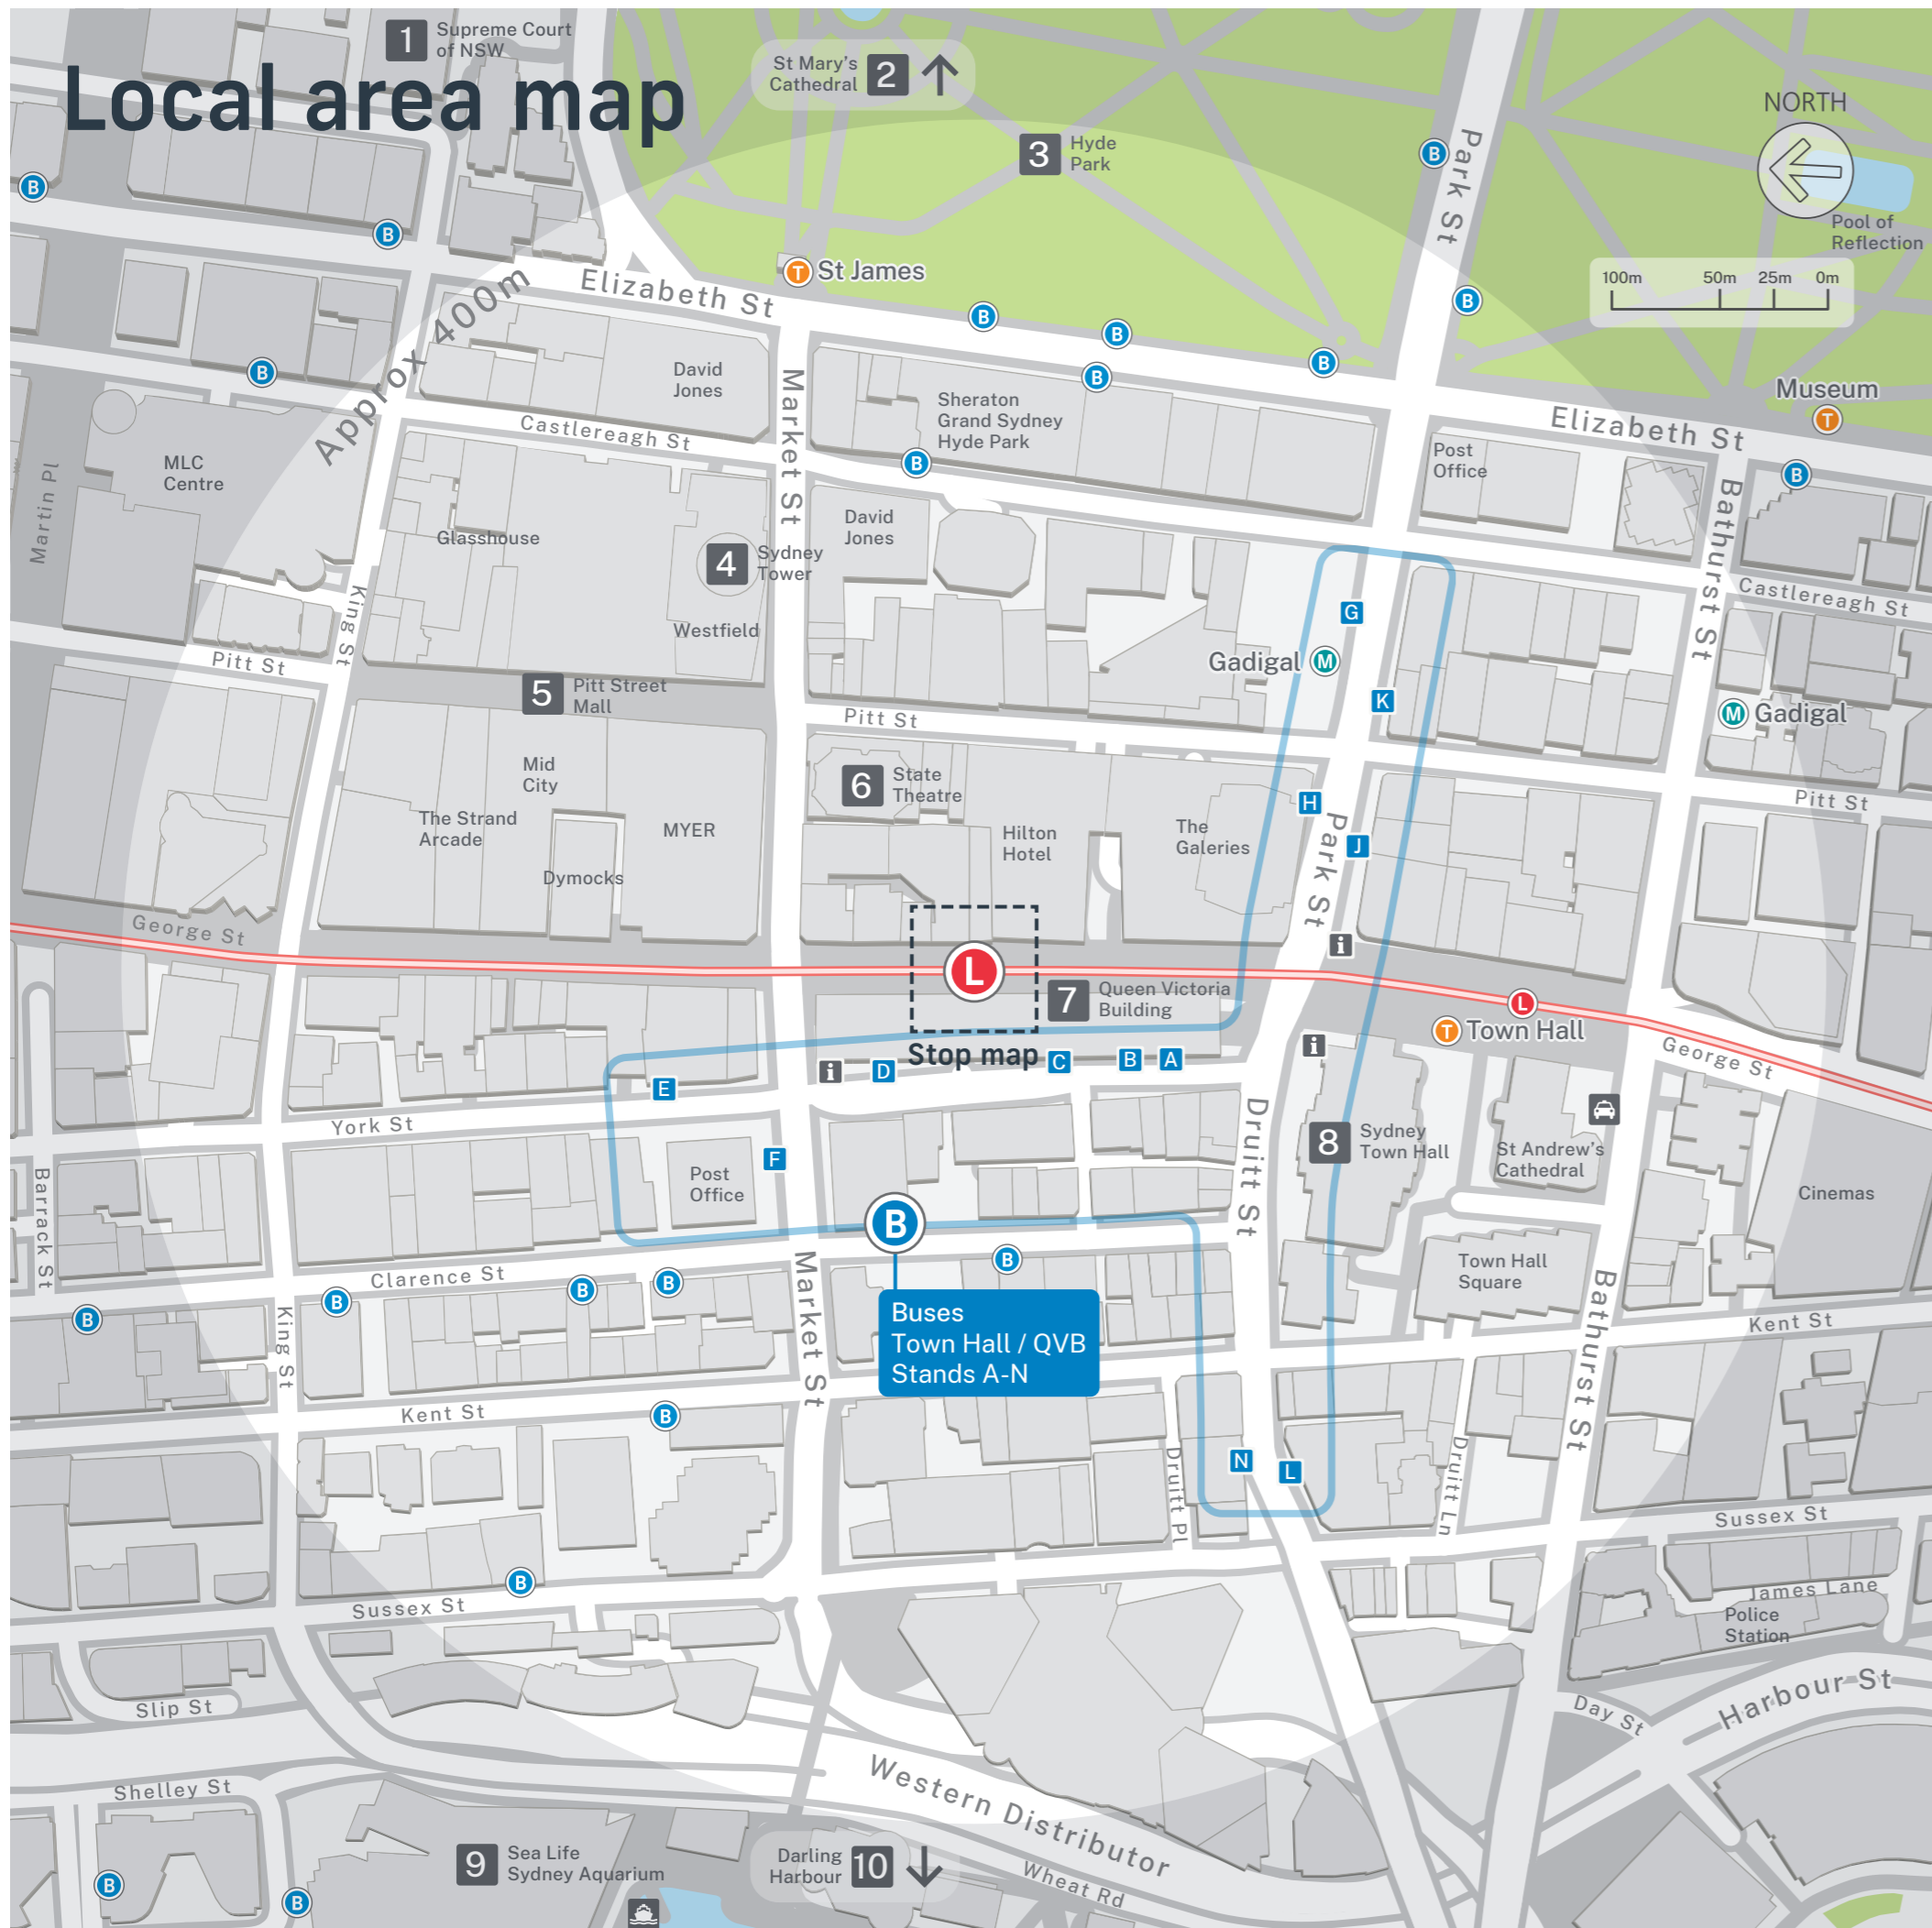 Local area map
1
Supreme Court
of NSW
St Mary's
Cathedral
2
3
Hyde
Park
NORTH
Park St
B
B
B
Pool of
Reflection
100m
50m
25m
0m
T
St James
Elizabeth St
Approx 400m
B
B
B
B
B
B
Museum
T
Elizabeth St
David
Jones
Market St
Sheraton
Grand Sydney
Hyde Park
Castlereagh St
B
Post
Office
B
MLC
Centre
Martin Pl
Glasshouse
David
Jones
4
Sydney
Tower
Bathurst St
Castlereagh St
King St
Westfield
G
Gadigal
M
Pitt St
5
Pitt Street
Mall
K
M
Gadigal
Pitt St
Mid
City
6
State
Theatre
H
Pitt St
The Strand
Arcade
MYER
Hilton
Hotel
The
Galeries
Park St
J
Dymocks
George St
i
L
7
Queen Victoria
Building
L
T
Town Hall
Stop map
i
D
C
B
A
i
George St
E
York St
F
Druitt St
8
Sydney
Town Hall
St Andrew's
Cathedral
Post
Office
Cinemas
Barrack St
B
B
Clarence St
B
B
B
B
Town Hall
Square
Market St
King St
Buses
Town Hall / QVB
Stands A-N
Bathurst St
Kent St
Kent St
B
Druitt Pl
N
L
Druitt Ln
Sussex St
B
Sussex St
James Lane
Police
Station
Slip St
Day St
Harbour St
Shelley St
Western Distributor
9
Sea Life
Sydney Aquarium
Darling
Harbour
10
Wheat Rd
B
B